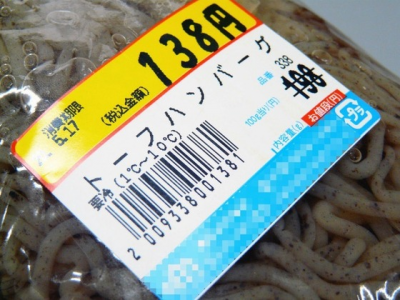 138円
(税込金額)
消費期限
5.17
トーフハンバーグ
要冷(1℃~10℃)
2009338001381
品番 338
198
お値段(円)
100g当り(円)
内容量(g)
プラ